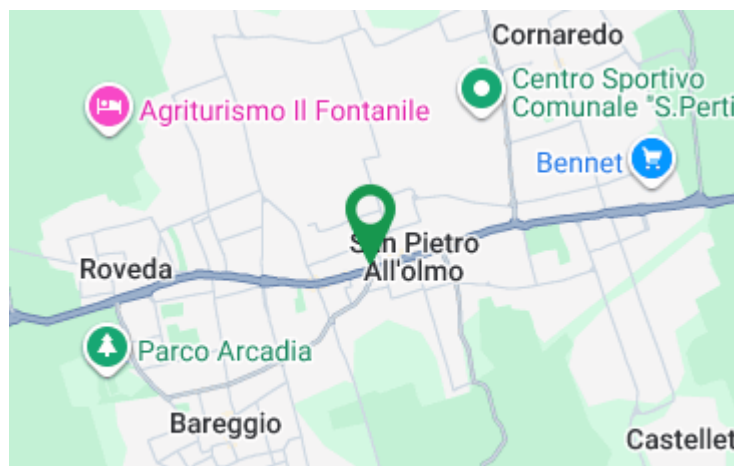 Cornaredo
Centro Sportivo
Comunale "S.Perti
Agriturismo Il Fontanile
Bennet
San Pietro
All'olmo
Roveda
Parco Arcadia
Bareggio
Castellet